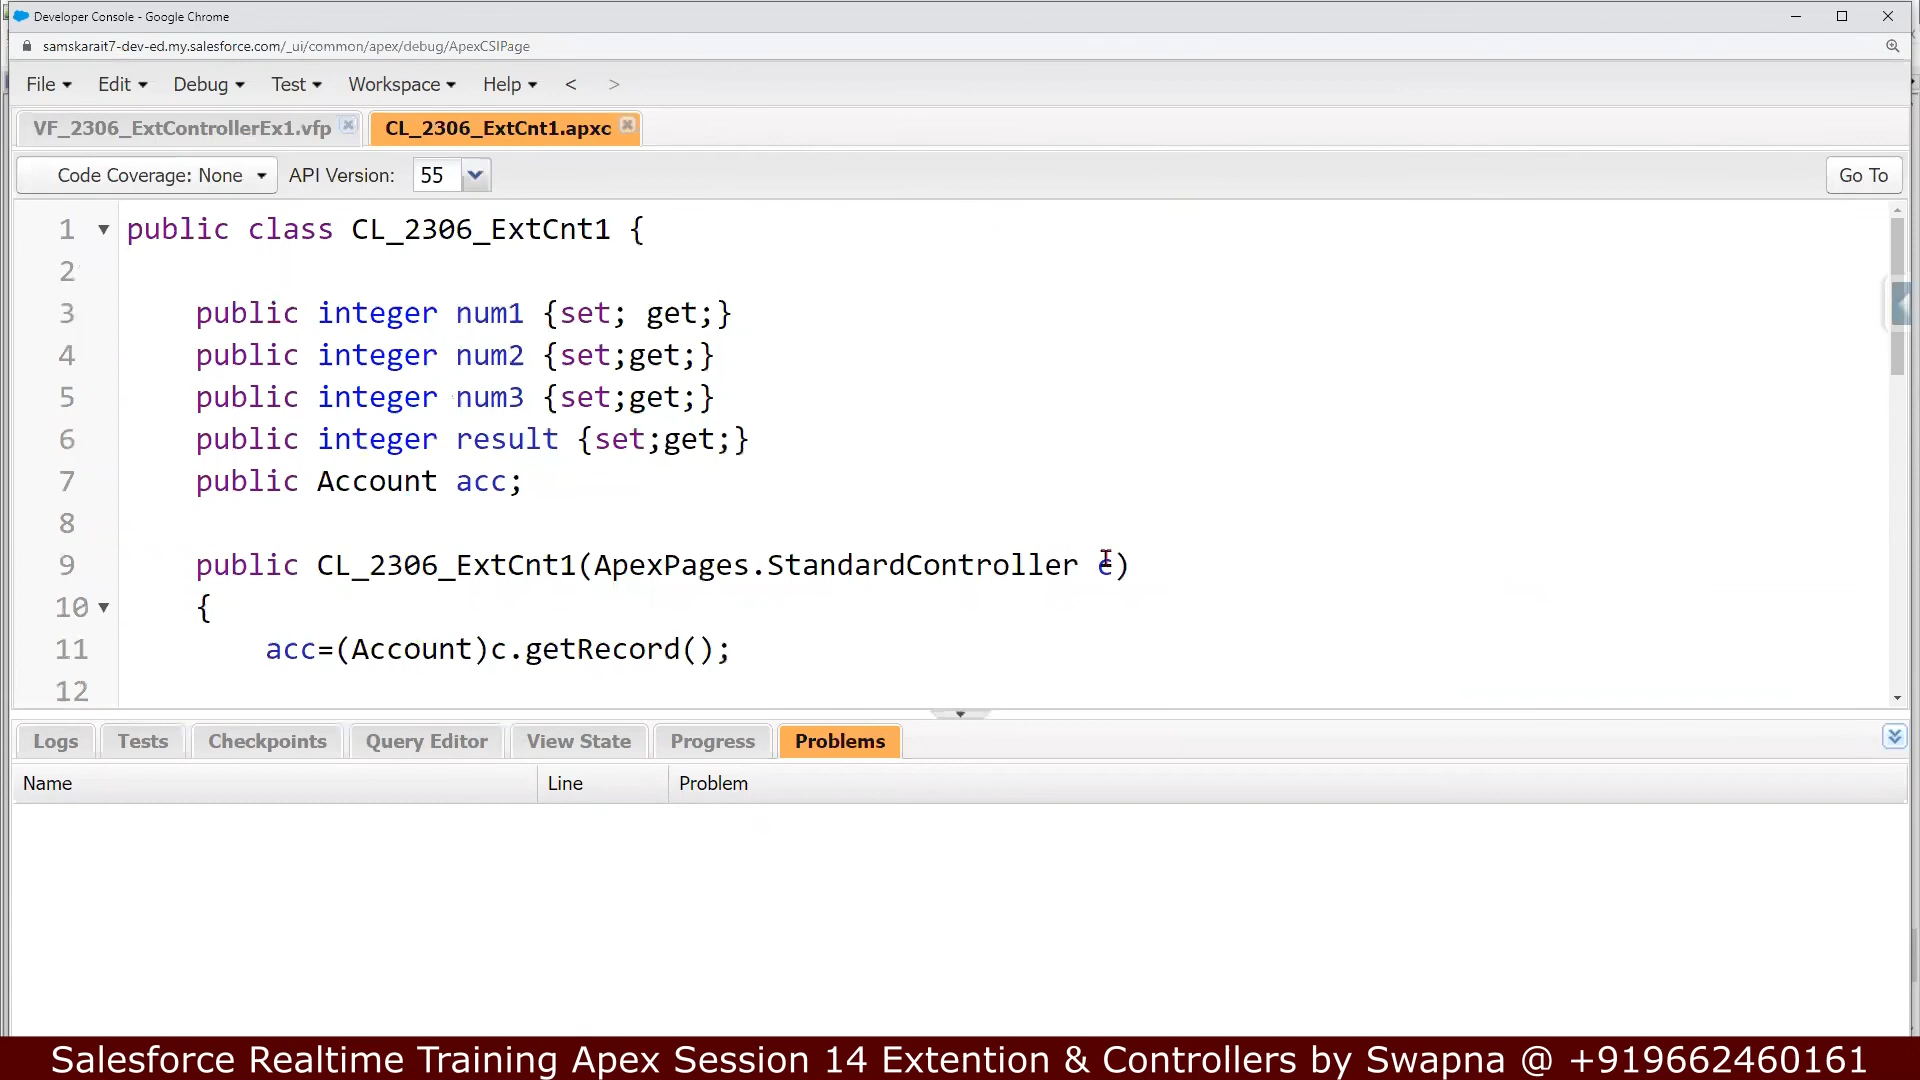 Developer Console - Google Chrome
samskarait7-dev-ed.my.salesforce.com/_ui/common/apex/debug/ApexCSIPage
File Edit Debug Test Workspace Help < >
VF_2306_ExtControllerEx1.vfp CL_2306_ExtCnt1.apxc
Code Coverage: None API Version: 55 Go To
1 public class CL_2306_ExtCnt1 {
2
3 public integer num1 {set; get;}
4 public integer num2 {set;get;}
5 public integer num3 {set;get;}
6 public integer result {set;get;}
7 public Account acc;
8
9 public CL_2306_ExtCnt1(ApexPages.StandardController c)
10 {
11 acc=(Account)c.getRecord();
12
Logs Tests Checkpoints Query Editor View State Progress Problems
Name Line Problem
Salesforce Realtime Training Apex Session 14 Extention & Controllers by Swapna @ +919662460161